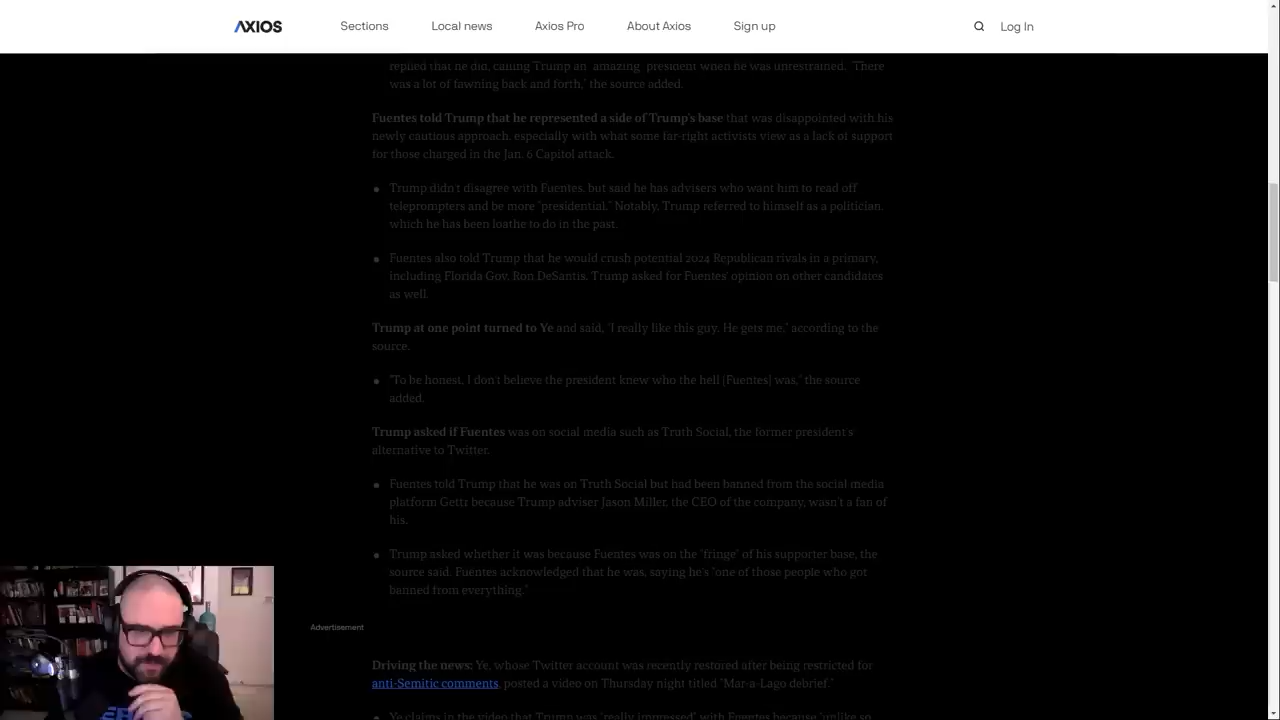 AXIOS
Sections
Local news
Axios Pro
About Axios
Sign up
Log In
replied that he did, calling Trump an "amazing" president when he was unrestrained. "There
was a lot of fawning back and forth," the source added.
Fuentes told Trump that he represented a side of Trump's base that was disappointed with his
newly cautious approach, especially with what some far-right activists view as a lack of support
for those charged in the Jan. 6 Capitol attack.
Trump didn't disagree with Fuentes, but said he has advisers who want him to read off
teleprompters and be more "presidential." Notably, Trump referred to himself as a politician,
which he has been loathe to do in the past.
Fuentes also told Trump that he would crush potential 2024 Republican rivals in a primary,
including Florida Gov. Ron DeSantis. Trump asked for Fuentes' opinion on other candidates
as well.
Trump at one point turned to Ye and said, "I really like this guy. He gets me," according to the
source.
"To be honest, I don't believe the president knew who the hell [Fuentes] was," the source
added.
Trump asked if Fuentes was on social media such as Truth Social, the former president's
alternative to Twitter.
Fuentes told Trump that he was on Truth Social but had been banned from the social media
platform Gettr because Trump adviser Jason Miller, the CEO of the company, wasn't a fan of
his.
Trump asked whether it was because Fuentes was on the "fringe" of his supporter base, the
source said. Fuentes acknowledged that he was, saying he's "one of those people who got
banned from everything."
Advertisement
Driving the news: Ye, whose Twitter account was recently restored after being restricted for
anti-Semitic comments, posted a video on Thursday night titled "Mar-a-Lago debrief."
Ye claims in the video that Trump was "really impressed" with Fuentes because "unlike so